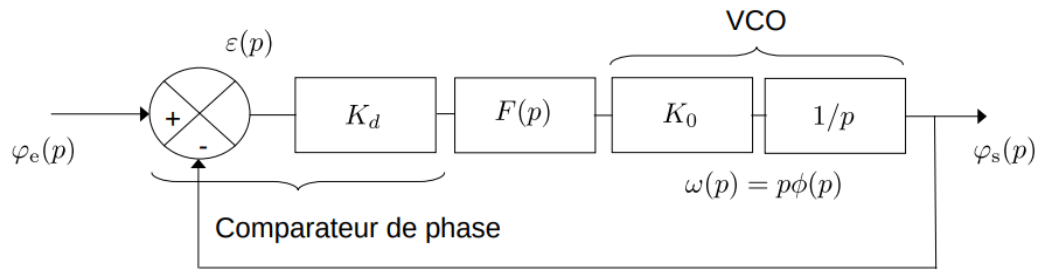 VCO
ε(p)
+
-
K_d
F(p)
K_0
1/p
φ_e(p)
φ_s(p)
ω(p) = pϕ(p)
Comparateur de phase